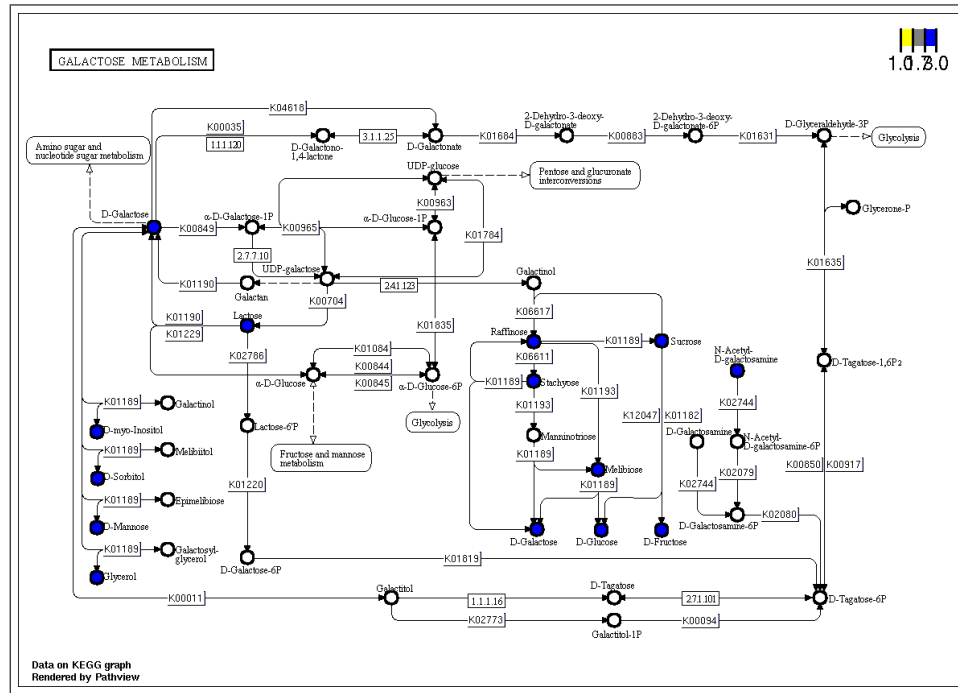 GALACTOSE METABOLISM
K04618
K00035
1.1.1.120
D-Galactono-
1,4-lactone
3.1.1.25
D-Galactonate
K01684
2-Dehydro-3-deoxy-
D-galactonate
K00883
2-Dehydro-3-deoxy-
D-galactonate-6P
K01631
D-Glyceraldehyde-3P
Glycolysis
Amino sugar and
nucleotide sugar metabolism
UDP-glucose
Pentose and glucuronate
interconversions
D-Galactose
K00849
α-D-Galactose-1P
K00965
α-D-Glucose-1P
K00963
K01784
Glycerone-P
2.7.7.10
UDP-galactose
K01190
Galactan
2.4.1.123
Galactinol
K01635
K00704
K01190
K01229
Lactose
K01835
K06617
Raffinose
K01189
Sucrose
K02786
K01084
K00844
K00845
α-D-Glucose
α-D-Glucose-6P
K06611
K01189
Stachyose
K01193
K01193
N-Acetyl-
D-galactosamine
D-Tagatose-1,6P2
K01189
Galactinol
D-myo-Inositol
Lactose-6'P
Glycolysis
K12047
K01182
K02744
Manninotriose
D-Galactosamine
N-Acetyl-
D-galactosamine-6P
K01189
Melibiitol
D-Sorbitol
Fructose and mannose
metabolism
K01189
Melibiose
K00850
K00917
K01220
K01189
K02744
K02079
K01189
Epimelibiose
D-Mannose
D-Galactose
D-Glucose
D-Fructose
D-Galactosamine-6P
K02080
K01189
Galactosyl-
glycerol
Glycerol
D-Galactose-6P
K01819
K00011
Galactitol
1.1.1.16
D-Tagatose
2.7.1.101
D-Tagatose-6P
K02773
Galactitol-1P
K00094
Data on KEGG graph
Rendered by Pathview